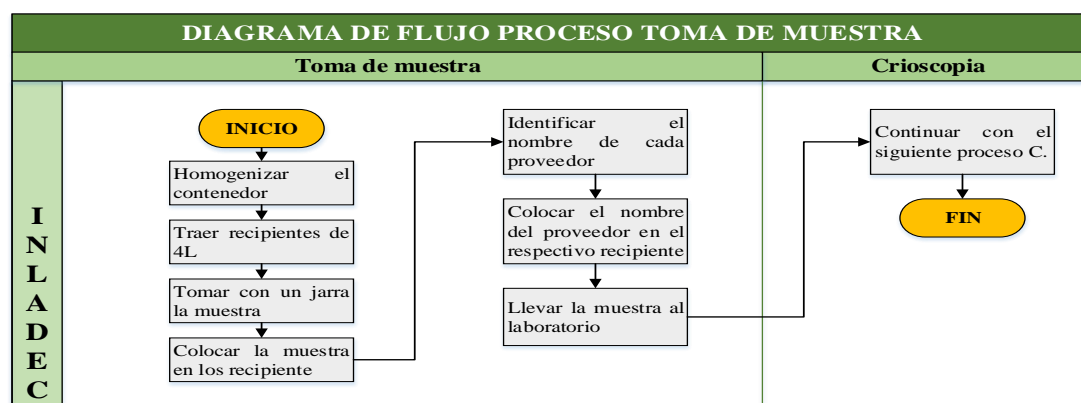 DIAGRAMA DE FLUJO PROCESO TOMA DE MUESTRA
Toma de muestra
Crioscopia
I
N
L
A
D
E
C
INICIO
Homogenizar el
contenedor
Traer recipientes de
4L
Tomar con un jarra
la muestra
Colocar la muestra
en los recipiente
Identificar el
nombre de cada
proveedor
Colocar el nombre
del proveedor en el
respectivo recipiente
Llevar la muestra al
laboratorio
Continuar con el
siguiente proceso C.
FIN